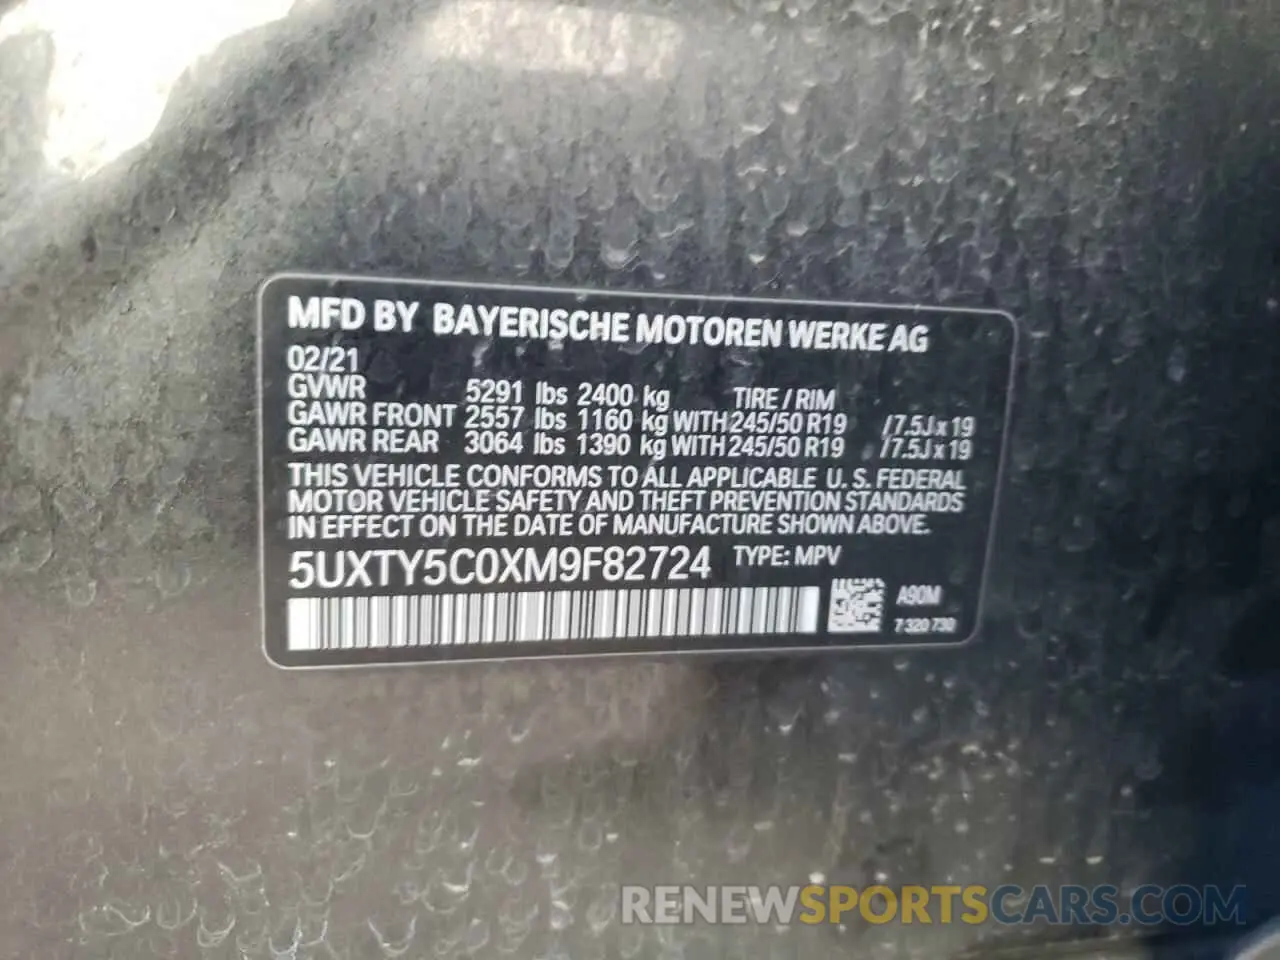 MFD BY BAYERISCHE MOTOREN WERKE AG
02/21
GVWR 5291 lbs 2400 kg TIRE / RIM
GAWR FRONT 2557 lbs 1160 kg WITH 245/50 R19 / 7.5J x 19
GAWR REAR 3064 lbs 1390 kg WITH 245/50 R19 / 7.5J x 19
THIS VEHICLE CONFORMS TO ALL APPLICABLE U. S. FEDERAL
MOTOR VEHICLE SAFETY AND THEFT PREVENTION STANDARDS
IN EFFECT ON THE DATE OF MANUFACTURE SHOWN ABOVE.
5UXTY5C0XM9F82724 TYPE: MPV
A90M
7 320 730
RENEWSPORTSCARS.COM